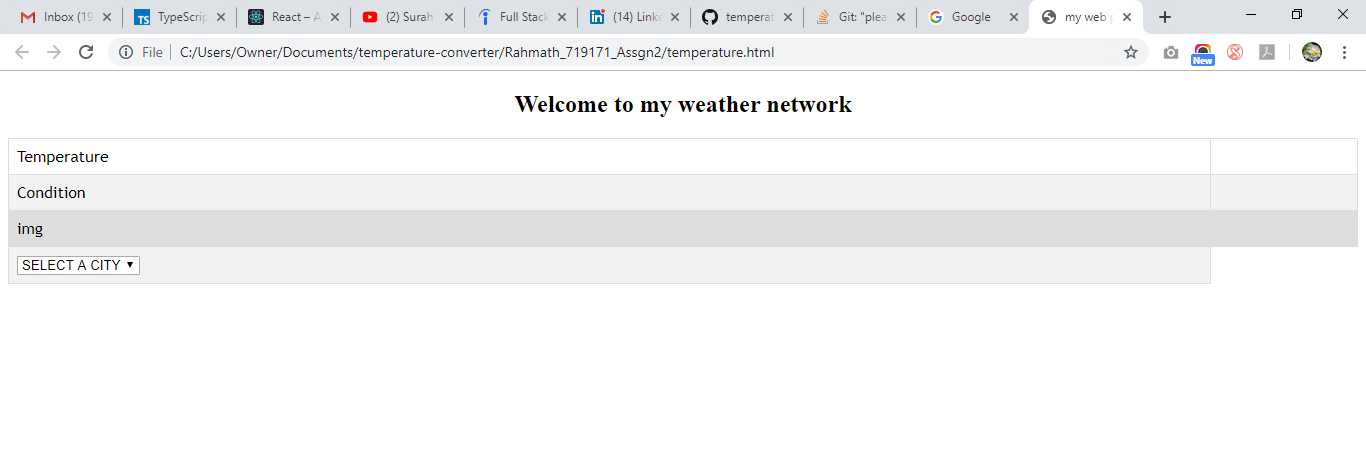 Inbox (19
TypeScrip
React – A
(2) Surah
Full Stack
(14) Linke
temperat
Git: "plea
Google
my web p
File
C:/Users/Owner/Documents/temperature-converter/Rahmath_719171_Assgn2/temperature.html
New
Welcome to my weather network
Temperature
Condition
img
SELECT A CITY